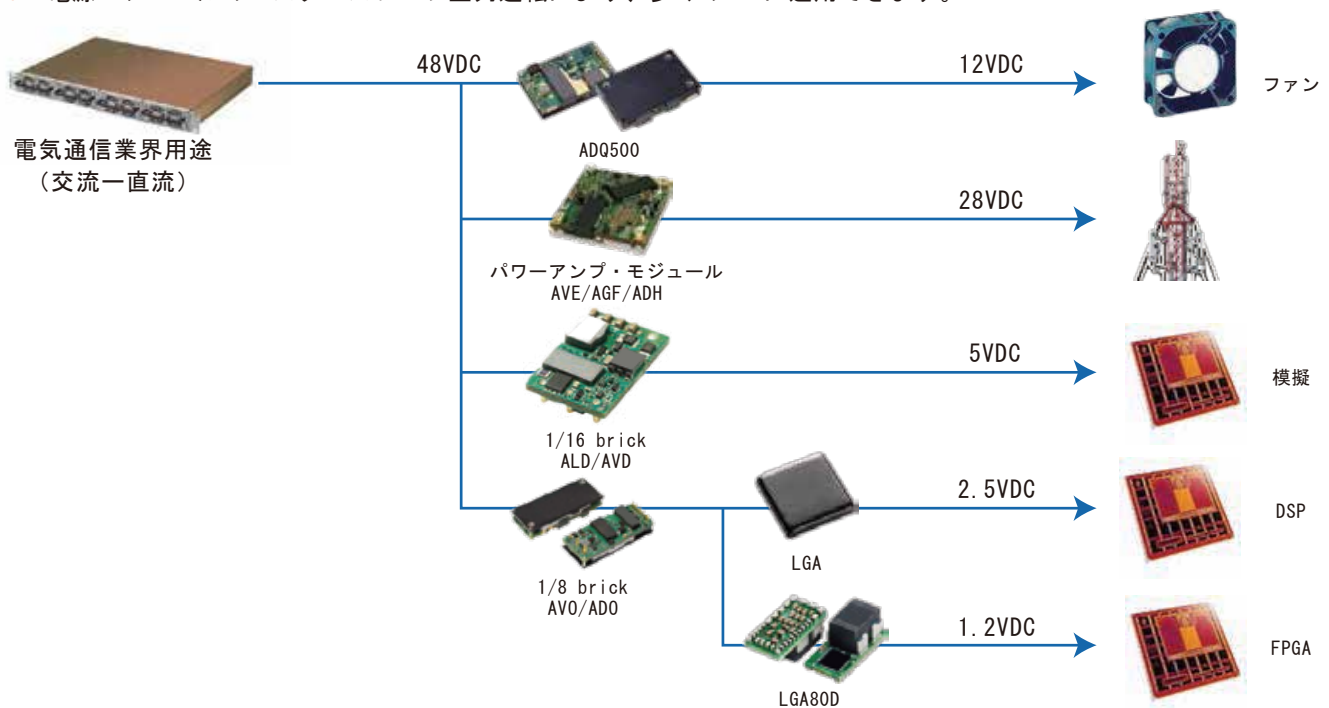 48VDC
12VDC
ファン
電気通信業界用途
（交流―直流）
ADQ500
28VDC
パワーアンプ・モジュール
AVE/AGF/ADH
5VDC
模擬
1/16 brick
ALD/AVD
2.5VDC
DSP
LGA
1/8 brick
AVO/ADO
1.2VDC
FPGA
LGA80D